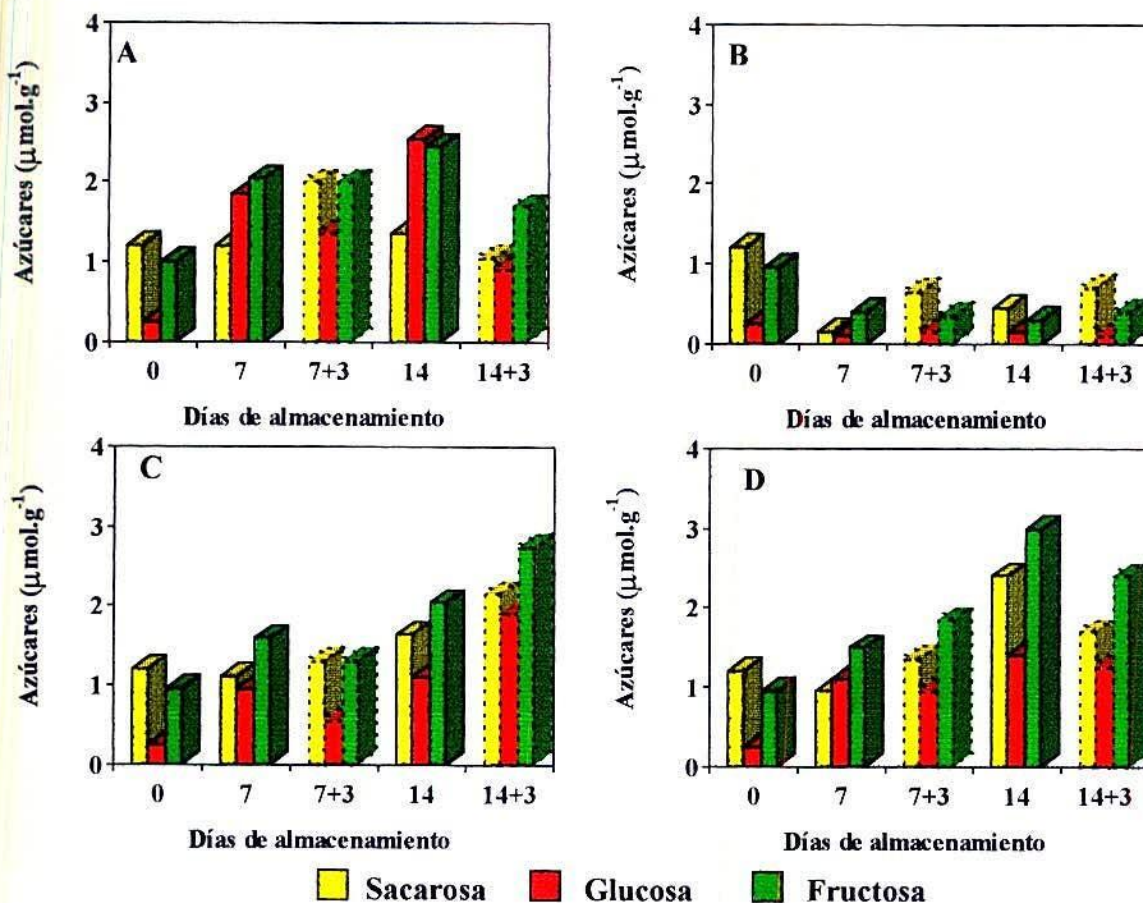 A
Azúcares (μmol.g⁻¹)
4
3
2
1
0
0 7 7+3 14 14+3
Días de almacenamiento
B
Azícares (μmol.g⁻¹)
4
3
2
1
0
0 7 7+3 14 14+3
Días de almacenamiento
C
Azúcares (μmol.g⁻¹)
4
3
2
1
0
0 7 7+3 14 14+3
Días de almacenamiento
D
Azúcares (μmol.g⁻¹)
4
3
2
1
0
0 7 7+3 14 14+3
Días de almacenamiento
Sacarosa Glucosa Fructosa